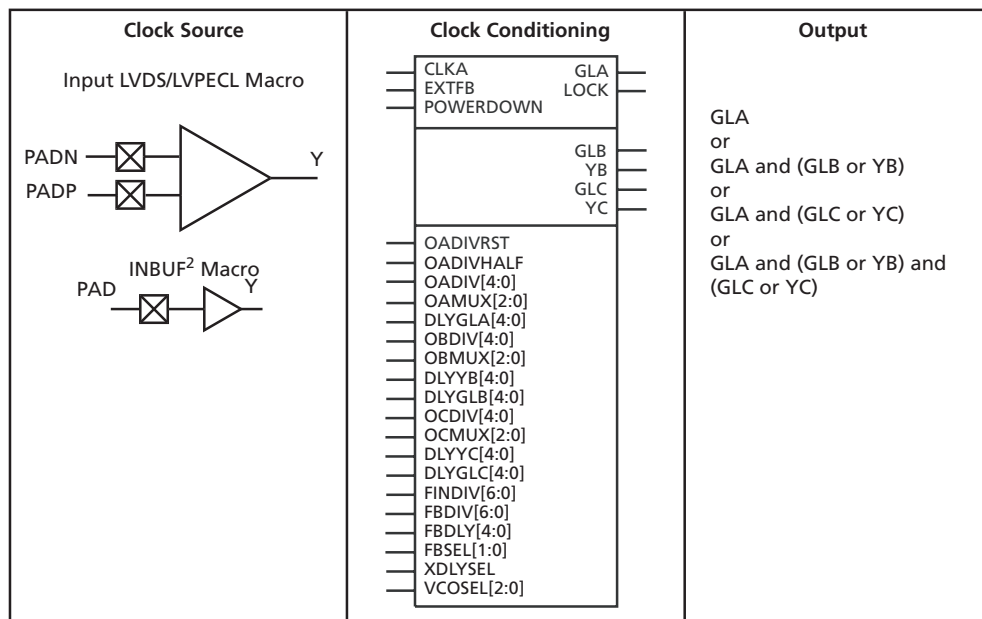 Clock Source
Input LVDS/LVPECL Macro
PADN
PADP
Y
INBUF2 Macro
PAD
Y
Clock Conditioning
CLKA
EXTFB
POWERDOWN
GLA
LOCK
GLB
YB
GLC
YC
OADIVRST
OADIVHALF
OADIV[4:0]
OAMUX[2:0]
DLYGLA[4:0]
OBDIV[4:0]
OBMUX[2:0]
DLYYB[4:0]
DLYGLB[4:0]
OCDIV[4:0]
OCMUX[2:0]
DLYYC[4:0]
DLYGLC[4:0]
FINDIV[6:0]
FBDIV[6:0]
FBDLY[4:0]
FBSEL[1:0]
XDLYSEL
VCOSEL[2:0]
Output
GLA
or
GLA and (GLB or YB)
or
GLA and (GLC or YC)
or
GLA and (GLB or YB) and
(GLC or YC)